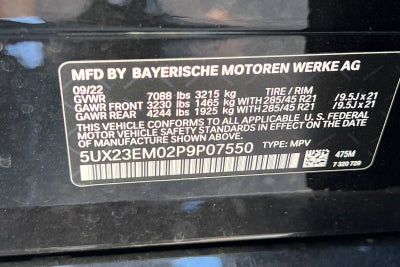 MFD BY BAYERISCHE MOTOREN WERKE AG
09/22 TIRE / RIM
GVWR 7088 lbs 3215 kg
GAWR FRONT 3230 lbs 1465 kg WITH 285/45 R21 /9.5J x 21
GAWR REAR 4244 lbs 1925 kg WITH 285/45 R21 /9.5J x 21
THIS VEHICLE CONFORMS TO ALL APPLICABLE U. S. FEDERAL
MOTOR VEHICLE SAFETY
IN EFFECT ON THE DATE OF MANUFACTURE SHOWN ABOVE.
5UX23EM02P9P07550 TYPE: MPV
475M
7 320 729